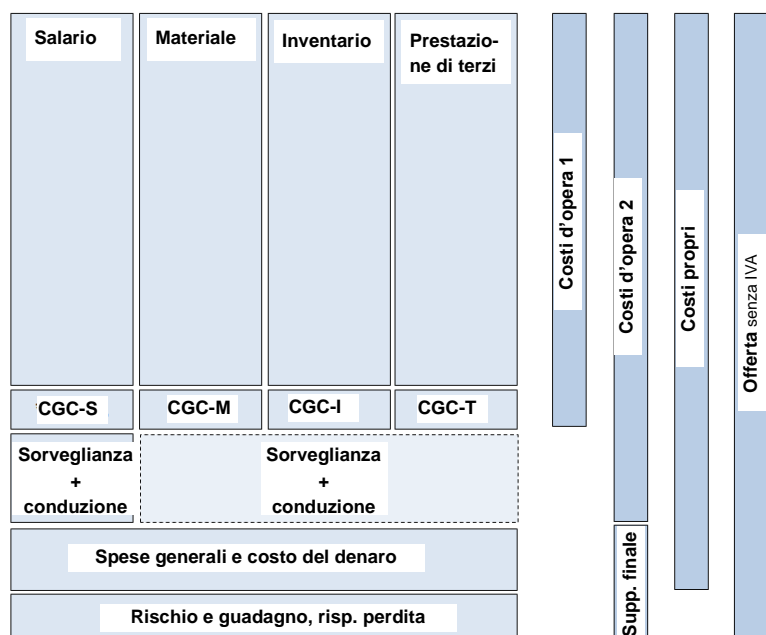 Salario
Materiale
Inventario
Prestazio-
ne di terzi
CGC-S
CGC-M
CGC-I
CGC-T
Sorveglianza
+
conduzione
Sorveglianza
+
conduzione
Spese generali e costo del denaro
Rischio e guadagno, risp. perdita
Costi d'opera 1
Costi d'opera 2
Supp. finale
Costi propri
Offerta senza IVA